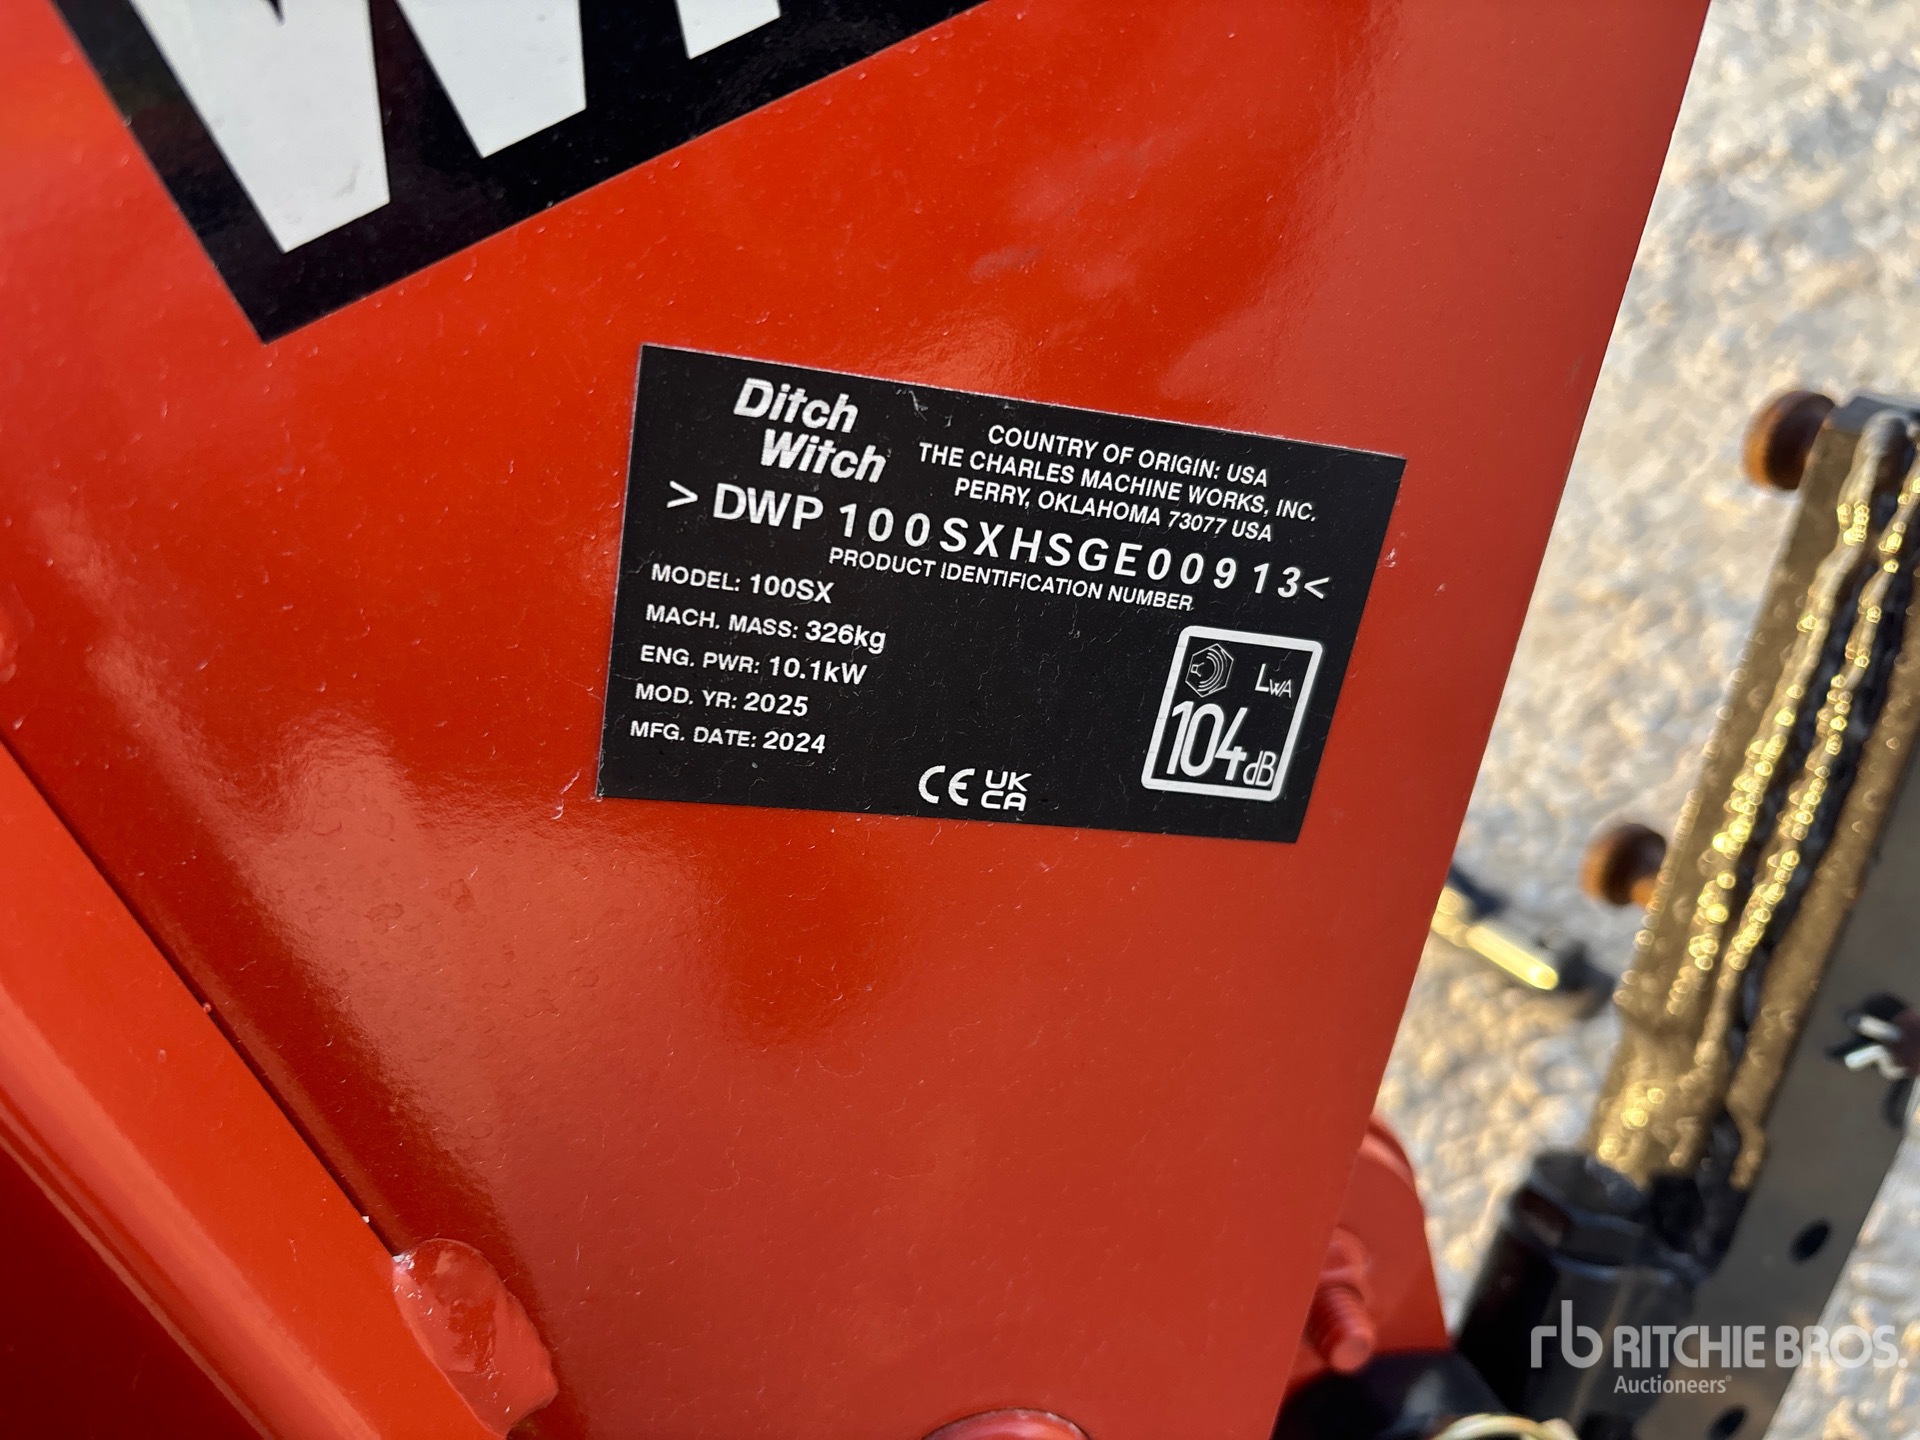 Ditch
Witch
COUNTRY OF ORIGIN: USA
THE CHARLES MACHINE WORKS, INC.
PERRY, OKLAHOMA 73077 USA
>DWP100SXHSGE00913<
PRODUCT IDENTIFICATION NUMBER
MODEL: 100SX
MACH. MASS: 326kg
ENG. PWR: 10.1kW
MOD. YR: 2025
MFG. DATE: 2024
LWA
104dB
CE UK
CA
rb RITCHIE BROS.
Auctioneers